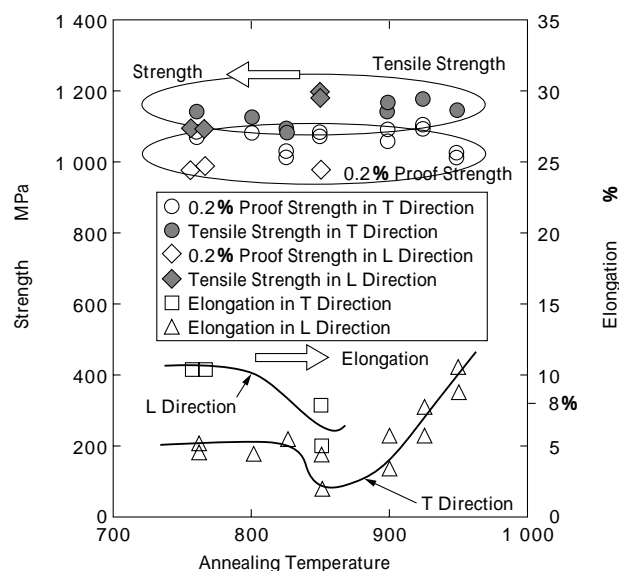 1 400
1 200
1 000
800
600
400
200
0
Strength MPa
35
30
25
20
15
10
8%
5
0
Elongation %
Strength
Tensile Strength
0.2% Proof Strength
0.2% Proof Strength in T Direction
Tensile Strength in T Direction
0.2% Proof Strength in L Direction
Tensile Strength in L Direction
Elongation in T Direction
Elongation in L Direction
Elongation
L Direction
T Direction
700 800 900 1 000
Annealing Temperature